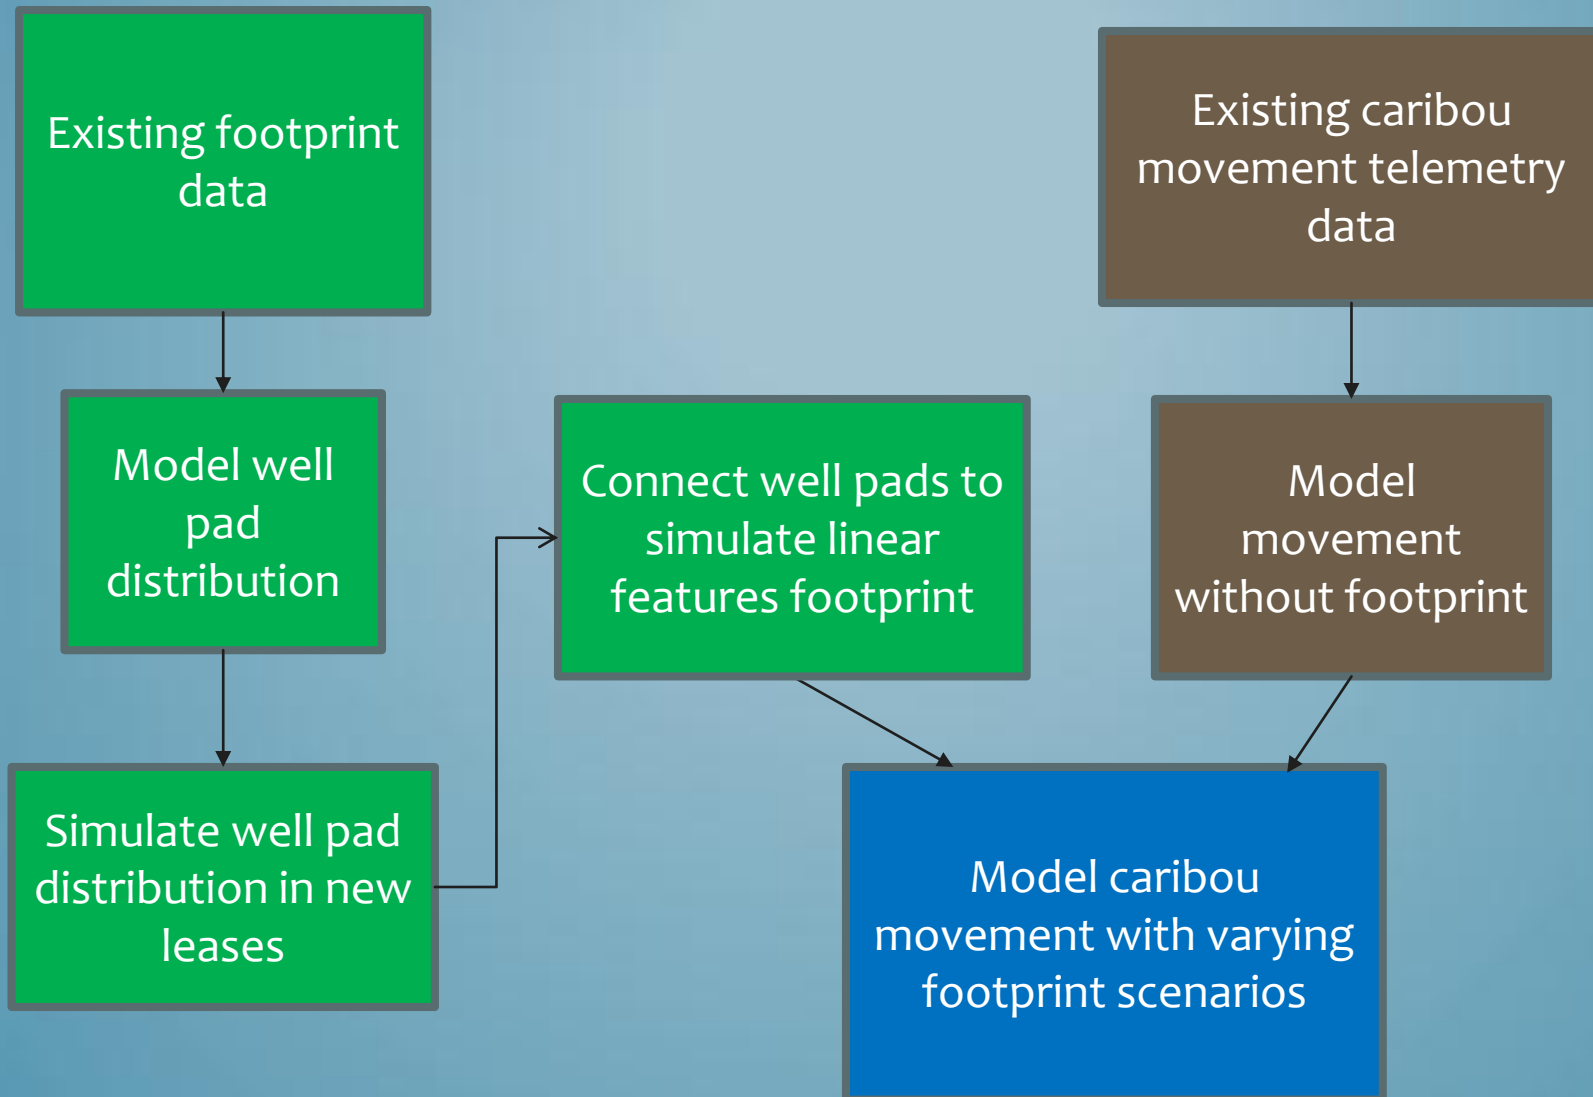 Existing footprint
data
Existing caribou
movement telemetry
data
Model well
pad
distribution
Connect well pads to
simulate linear
features footprint
Model
movement
without footprint
Simulate well pad
distribution in new
leases
Model caribou
movement with varying
footprint scenarios